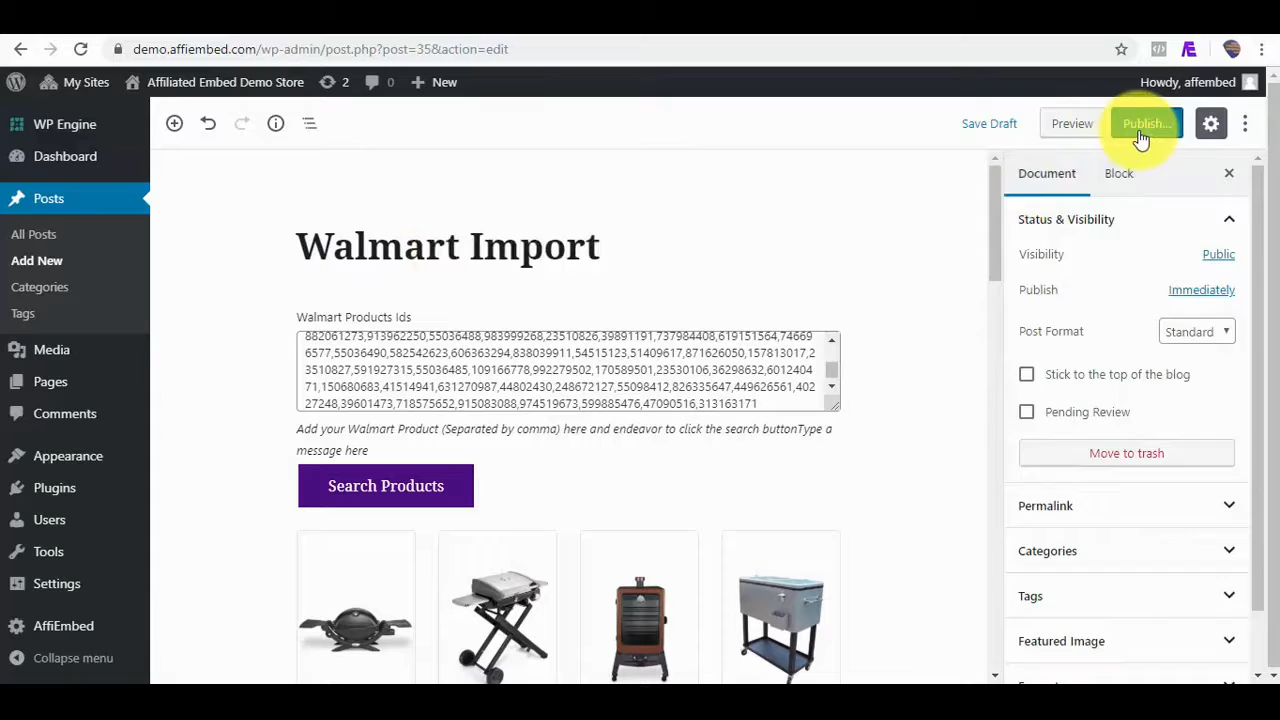 demo.affiembed.com/wp-admin/post.php?post=35&action=edit
My Sites
Affiliated Embed Demo Store
2
0
New
Howdy, affembed
WP Engine
Dashboard
Posts
All Posts
Add New
Categories
Tags
Media
Pages
Comments
Appearance
Plugins
Users
Tools
Settings
AffiEmbed
Collapse menu
Save Draft
Preview
Publish...
Walmart Import
Walmart Products Ids
882061273,913962250,55036488,983999268,23510826,39891191,737984408,619151564,74669
6577,55036490,582542623,606363294,838039911,54515123,51409617,871626050,157813017,2
3510827,591927315,55036485,109166778,992279502,170589501,23530106,36298632,6012404
71,150680683,41514941,631270987,44802430,248672127,55098412,826335647,449626561,40
27248,39601473,718575652,915083088,974519673,599885476,47090516,313163171
Add your Walmart Product (Separated by comma) here and endeavor to click the search buttonType a
message here
Search Products
Document
Block
Status & Visibility
Visibility
Public
Publish
Immediately
Post Format
Standard
Stick to the top of the blog
Pending Review
Move to trash
Permalink
Categories
Tags
Featured Image